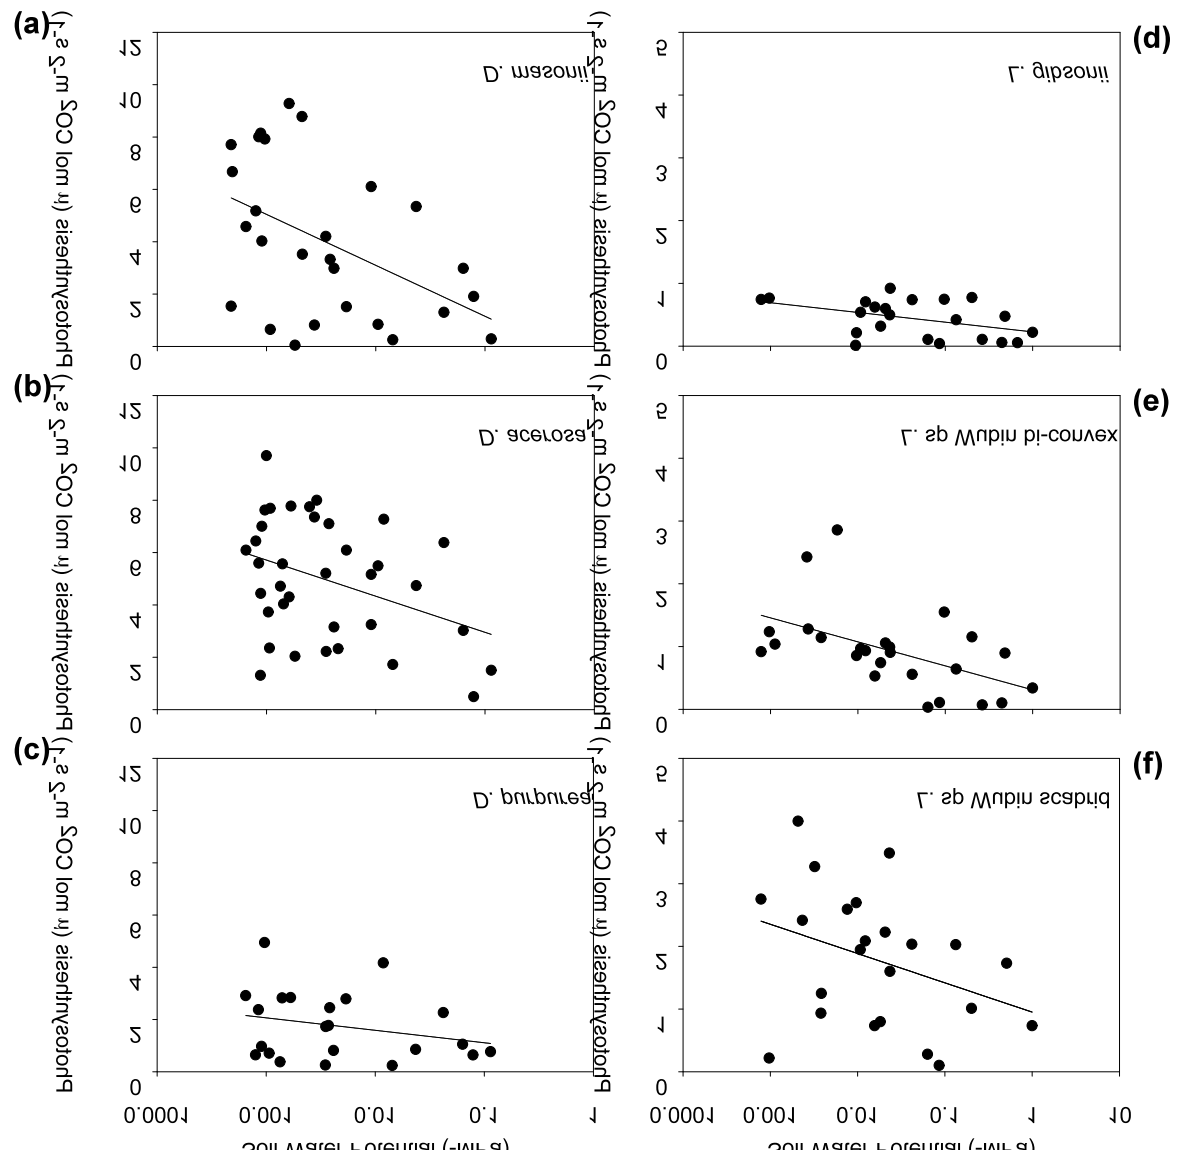 (a)
Photosynthesis (µ mol CO2 m-2 s-1)
12
10
8
6
4
2
0
D. masonii
(b)
Photosynthesis (µ mol CO2 m-2 s-1)
12
10
8
6
4
2
0
D. acerosa
(c)
Photosynthesis (µ mol CO2 m-2 s-1)
12
10
8
6
4
2
0
D. purpurea
0.0001 0.001 0.01 0.1 1
Soil Water Potential (-MPa)
(d)
Photosynthesis (µ mol CO2 m-2 s-1)
5
4
3
2
1
0
L. gibsonii
(e)
Photosynthesis (µ mol CO2 m-2 s-1)
5
4
3
2
1
0
L. sp Wubin bi-convex
(f)
Photosynthesis (µ mol CO2 m-2 s-1)
5
4
3
2
1
0
L. sp Wubin scabrid
0.0001 0.001 0.01 0.1 1 10
Soil Water Potential (-MPa)